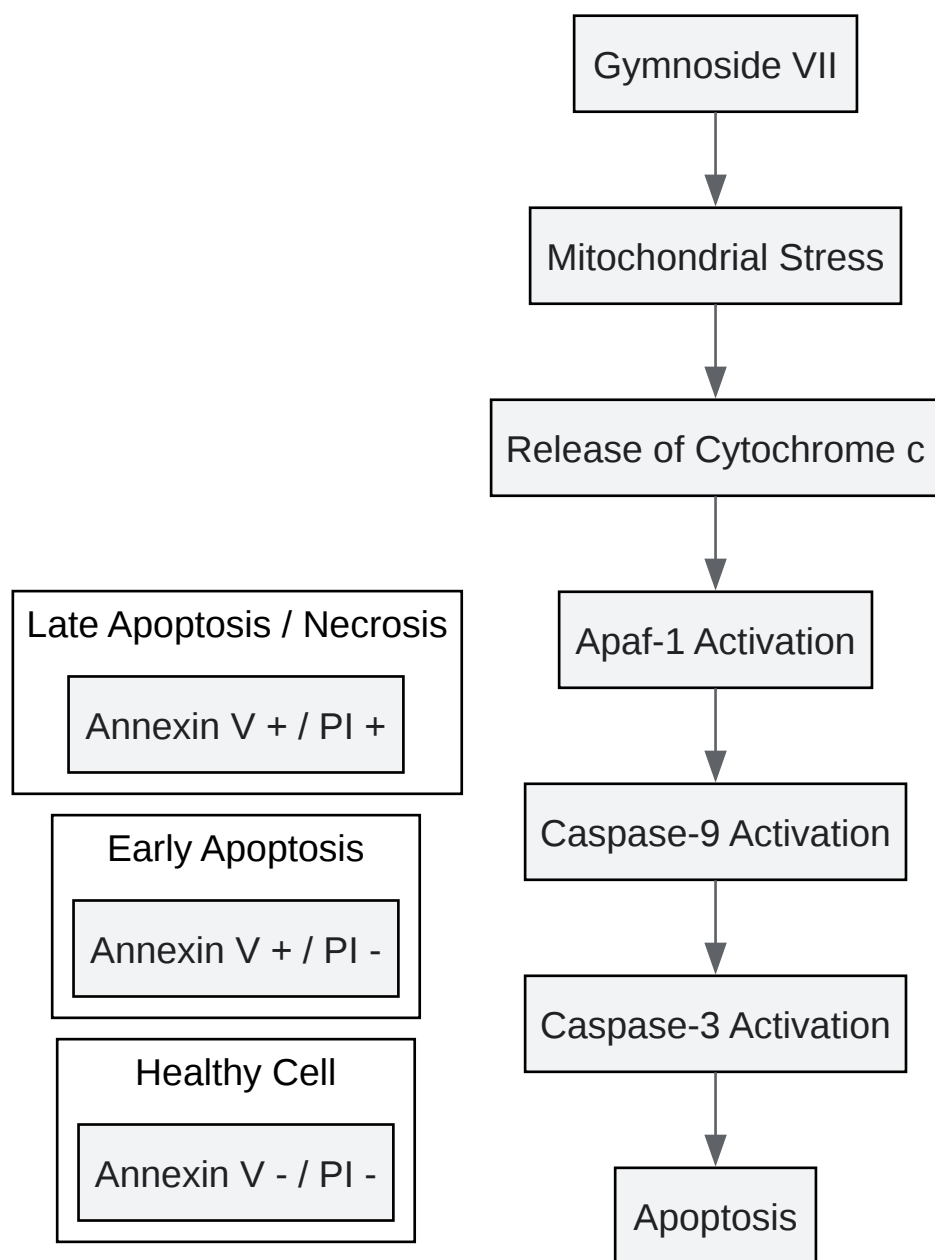 Gymnoside VII
Mitochondrial Stress
Release of Cytochrome c
Apaf-1 Activation
Caspase-9 Activation
Caspase-3 Activation
Apoptosis
Late Apoptosis / Necrosis
Annexin V + / PI +
Early Apoptosis
Annexin V + / PI -
Healthy Cell
Annexin V - / PI -